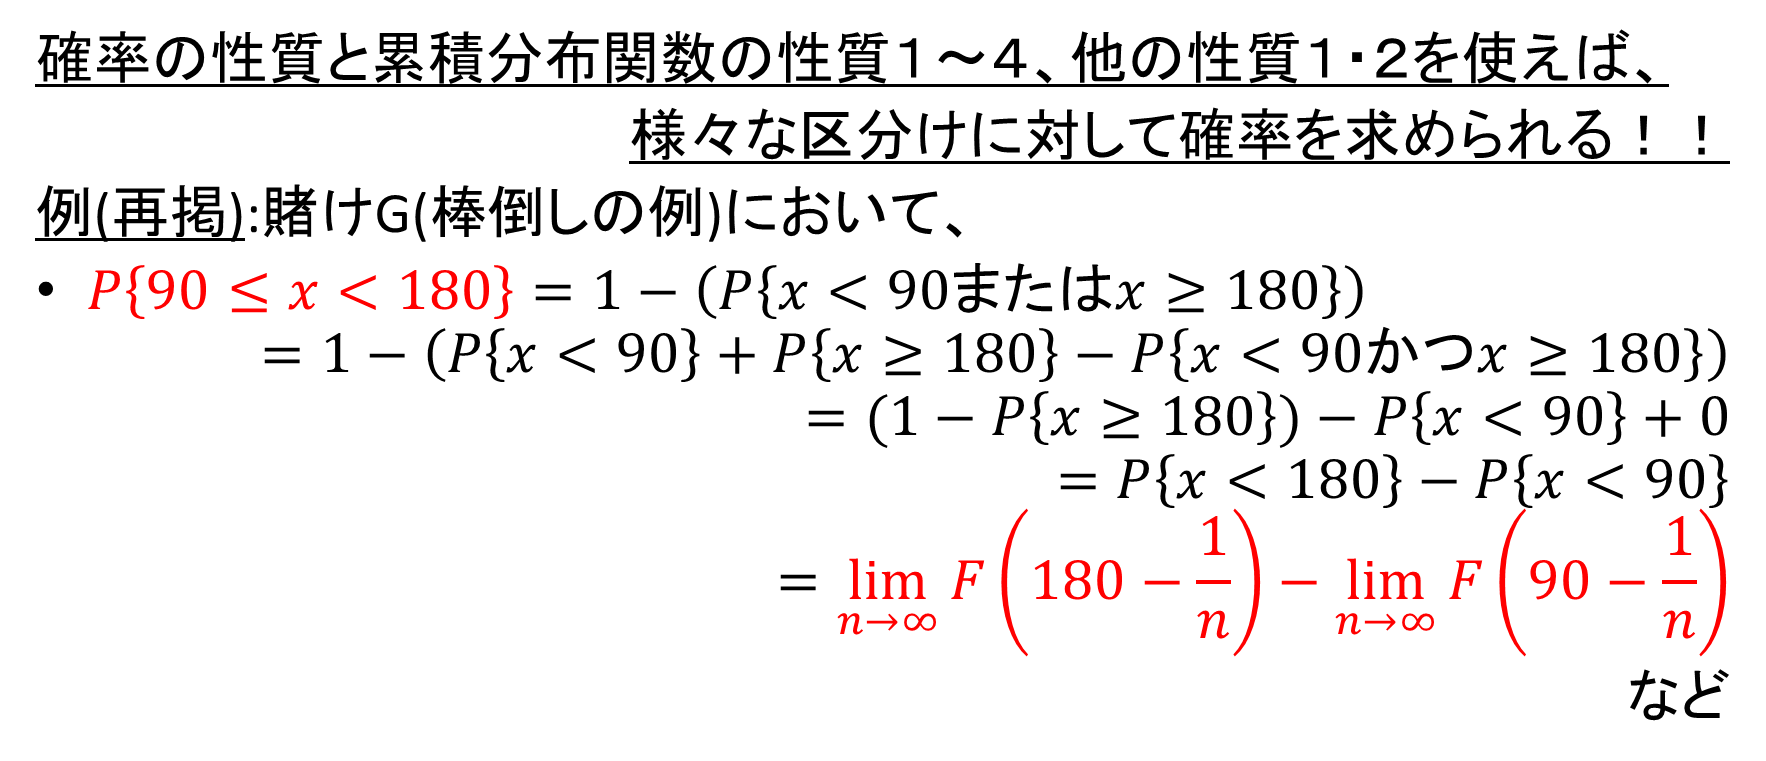 確率の性質と累積分布関数の性質１～４、他の性質１・２を使えば、
様々な区分けに対して確率を求められる！！
例(再掲):賭けG(棒倒しの例)において、
• P{90 ≤ x < 180} = 1 − (P{x < 90またはx ≥ 180})
= 1 − (P{x < 90} + P{x ≥ 180} − P{x < 90かつx ≥ 180})
= (1 − P{x ≥ 180}) − P{x < 90} + 0
= P{x < 180} − P{x < 90}
= lim_{n→∞} F(180 − 1/n) − lim_{n→∞} F(90 − 1/n)
など